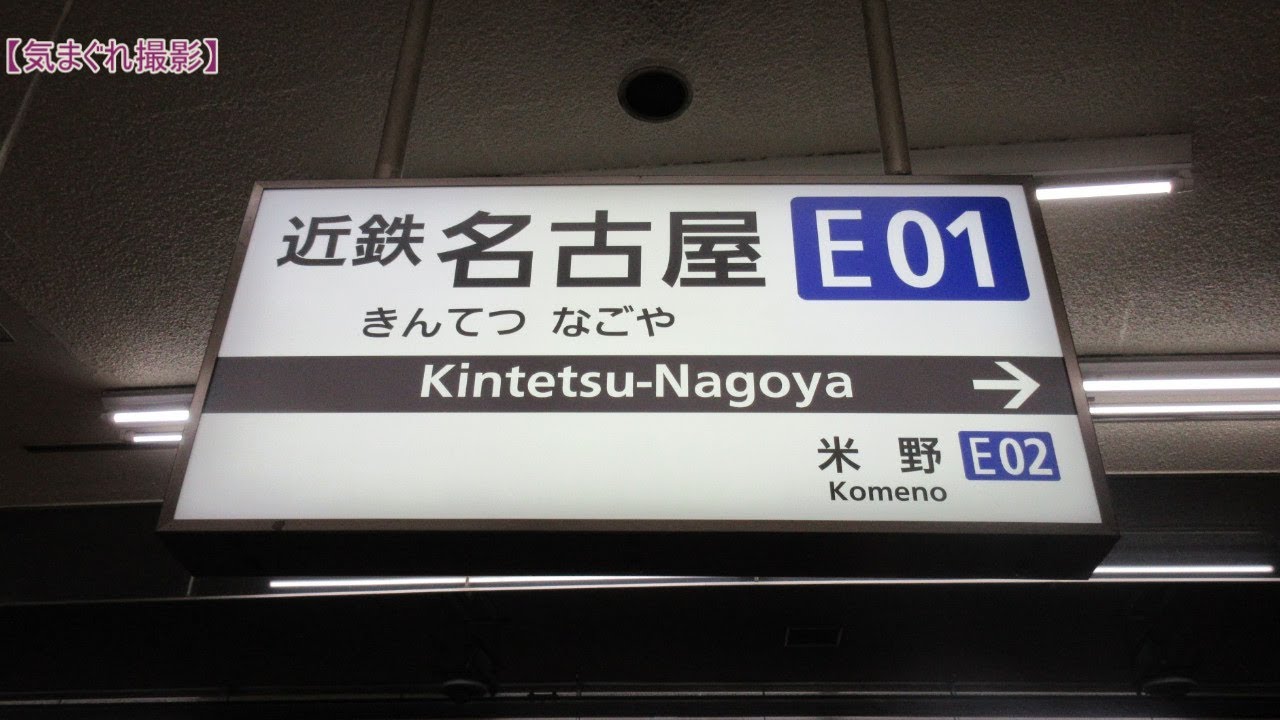 【気まぐれ撮影】
近鉄 名古屋 E01
きんてつ なごや
Kintetsu-Nagoya →
米野 E02
Komeno